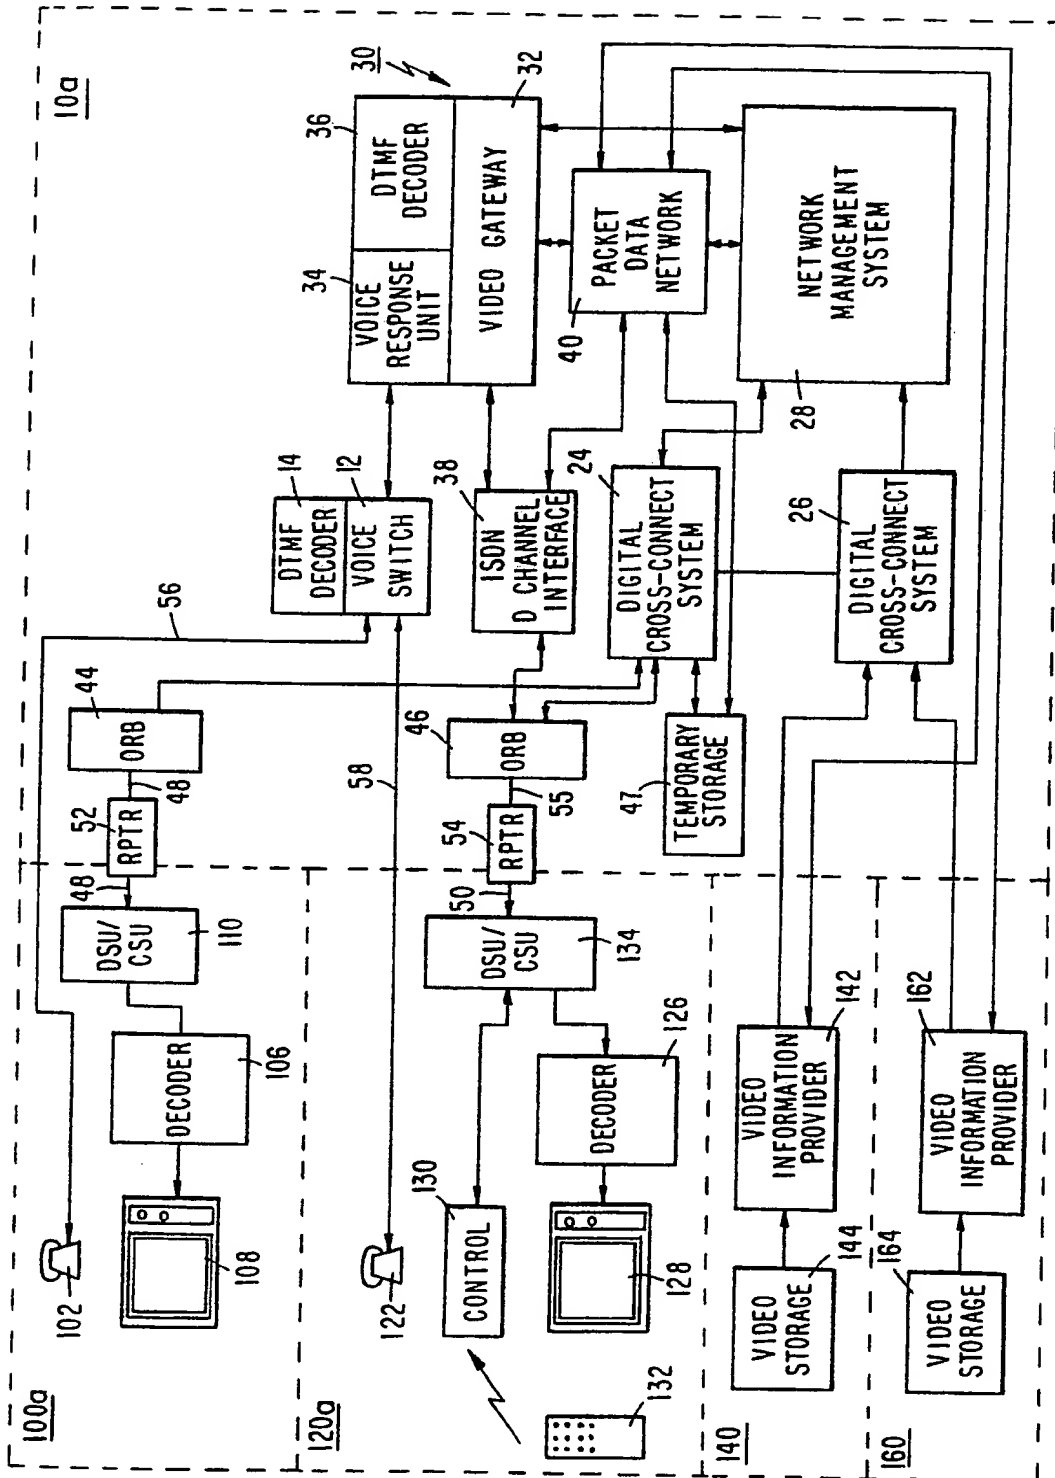 10a
30
36
DTMF
DECODER
34
VOICE
RESPONSE
UNIT
VIDEO GATEWAY
32
PACKET
DATA
NETWORK
40
NETWORK
MANAGEMENT
SYSTEM
28
14
DTMF
DECODER
12
VOICE
SWITCH
38
ISDN
D CHANNEL
INTERFACE
24
DIGITAL
CROSS-CONNECT
SYSTEM
26
DIGITAL
CROSS-CONNECT
SYSTEM
56
44
ORB
48
52
RPTR
48
58
46
ORB
55
54
RPTR
50
47
TEMPORARY
STORAGE
DSU/
CSU
110
DECODER
106
108
102
100a
DSU/
CSU
134
DECODER
126
130
CONTROL
128
122
132
120a
VIDEO
INFORMATION
PROVIDER
142
VIDEO
STORAGE
144
140
VIDEO
INFORMATION
PROVIDER
162
VIDEO
STORAGE
164
160